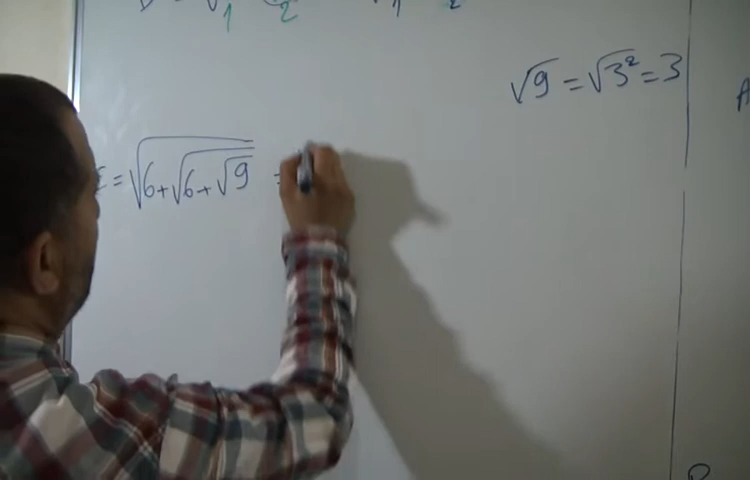 √9 = √3² = 3
= √6+√6+√9 =